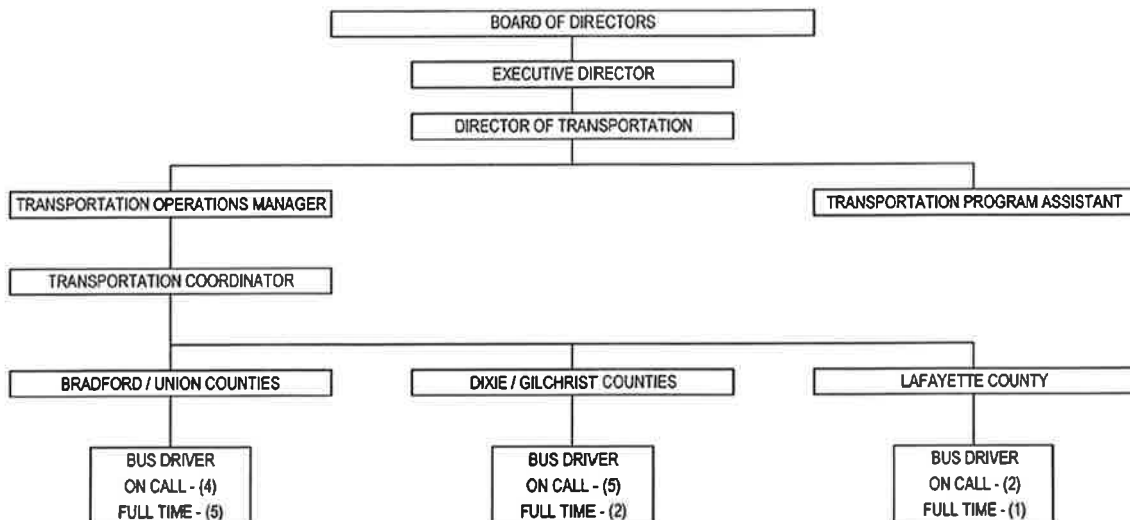 BOARD OF DIRECTORS
EXECUTIVE DIRECTOR
DIRECTOR OF TRANSPORTATION
TRANSPORTATION OPERATIONS MANAGER
TRANSPORTATION PROGRAM ASSISTANT
TRANSPORTATION COORDINATOR
BRADFORD / UNION COUNTIES
DIXIE / GILCHRIST COUNTIES
LAFAYETTE COUNTY
BUS DRIVER
ON CALL - (4)
FULL TIME - (5)
BUS DRIVER
ON CALL - (5)
FULL TIME - (2)
BUS DRIVER
ON CALL - (2)
FULL TIME - (1)